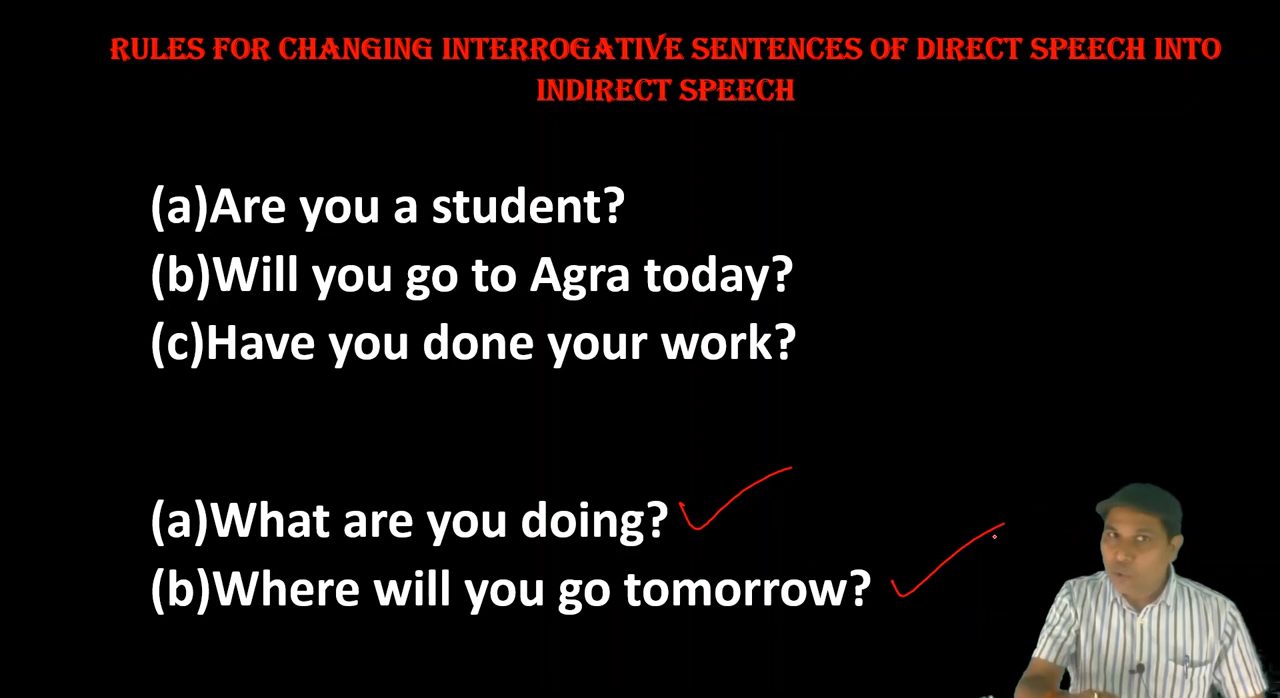 RULES FOR CHANGING INTERROGATIVE SENTENCES OF DIRECT SPEECH INTO
INDIRECT SPEECH
(a)Are you a student?
(b)Will you go to Agra today?
(c)Have you done your work?
(a)What are you doing?
(b)Where will you go tomorrow?